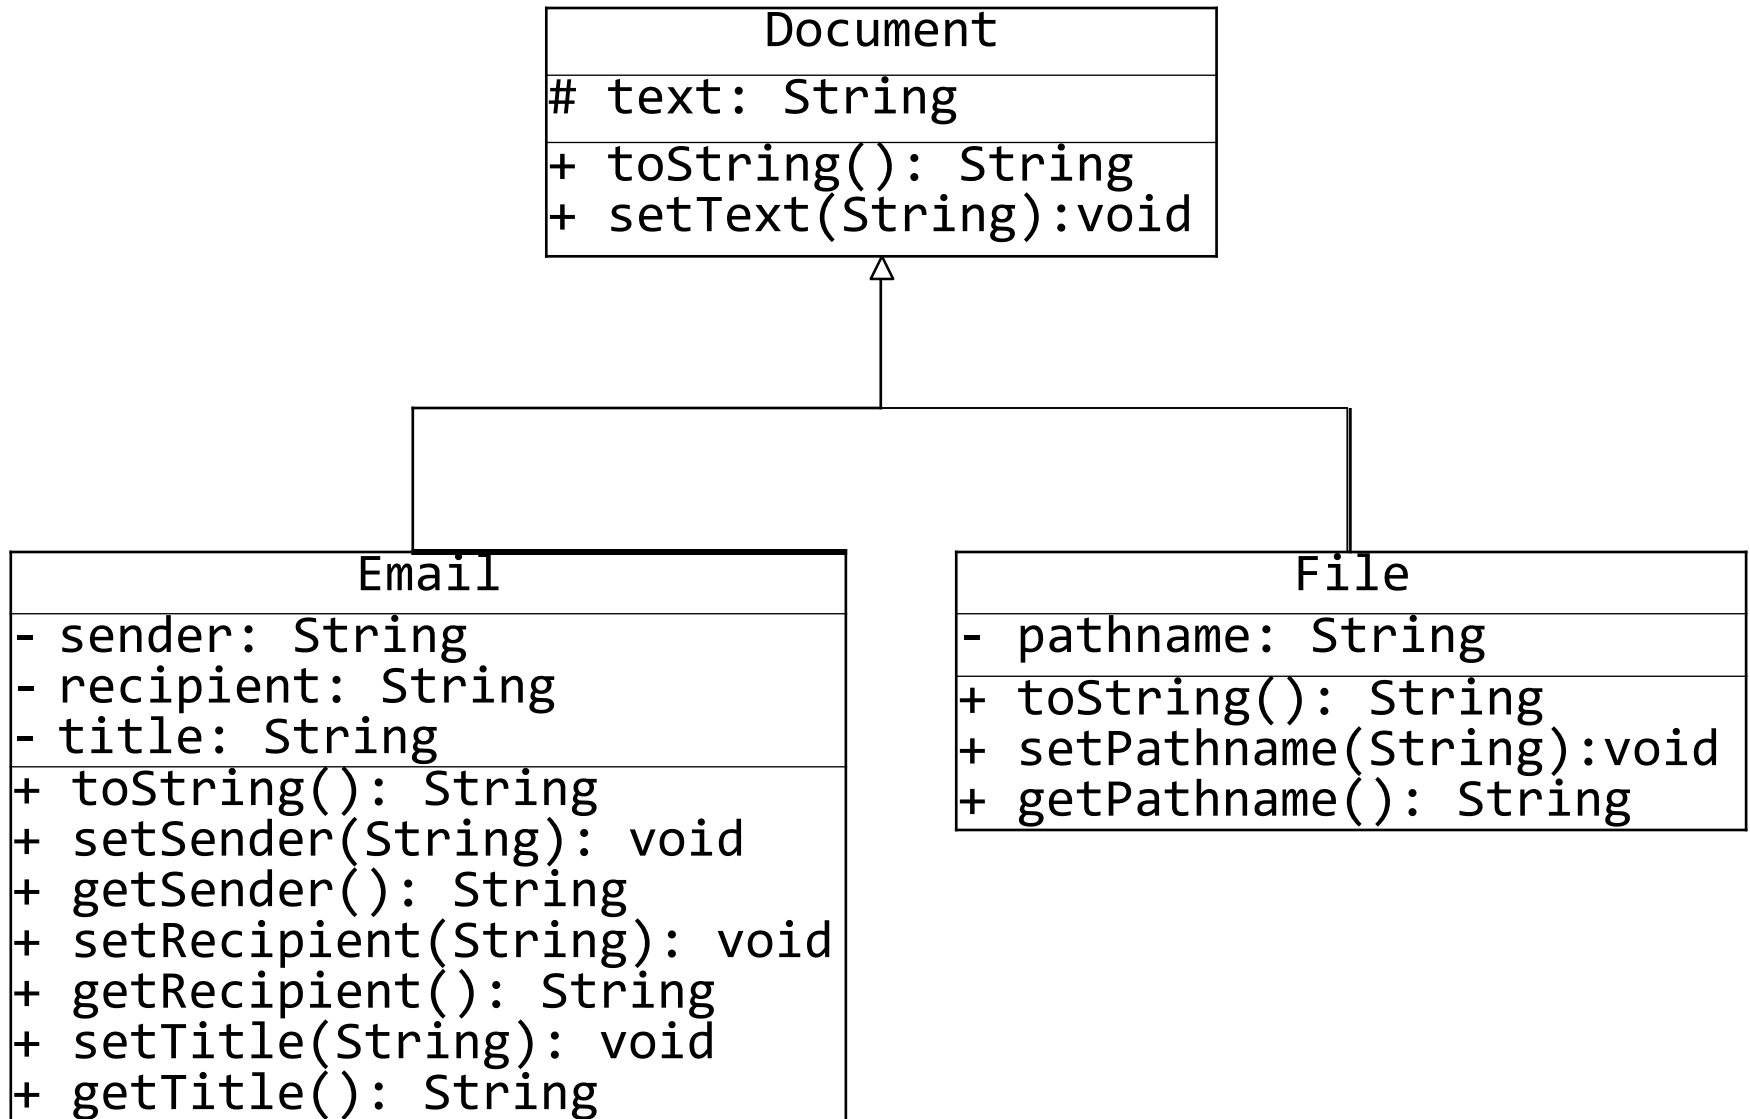 Document
# text: String
+ toString(): String
+ setText(String):void
Email
- sender: String
- recipient: String
- title: String
+ toString(): String
+ setSender(String): void
+ getSender(): String
+ setRecipient(String): void
+ getRecipient(): String
+ setTitle(String): void
+ getTitle(): String
File
- pathname: String
+ toString(): String
+ setPathname(String):void
+ getPathname(): String